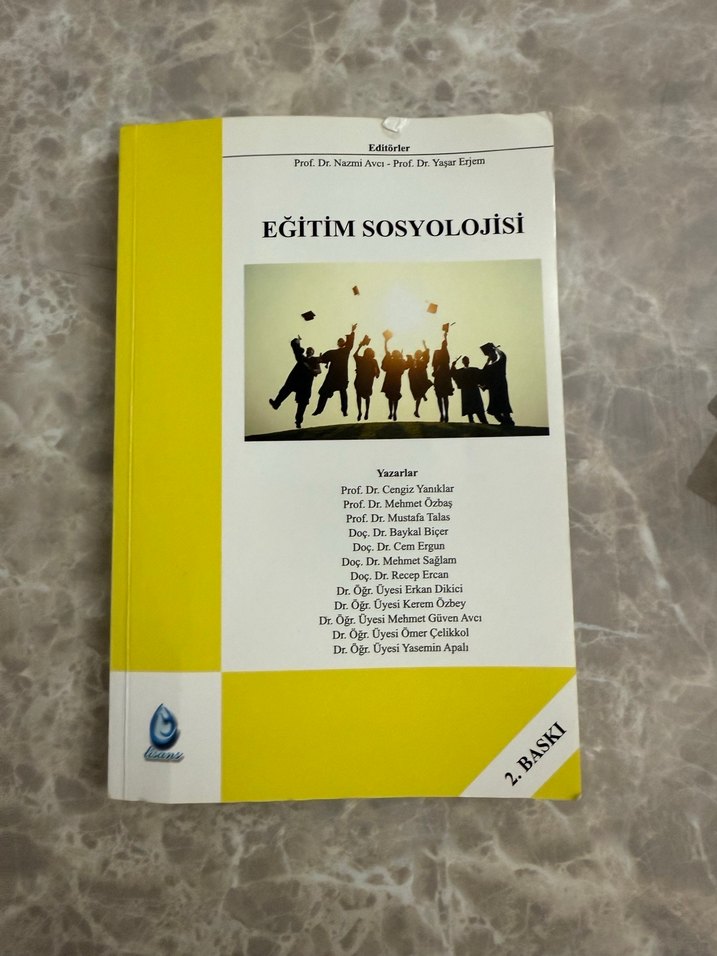 Editörler
Prof. Dr. Nazmi Avcı - Prof. Dr. Yaşar Erjem
EĞİTİM SOSYOLOJİSİ
Yazarlar
Prof. Dr. Cengiz Yanıklar
Prof. Dr. Mehmet Özbaş
Prof. Dr. Mustafa Talas
Doç. Dr. Baykal Biçer
Doç. Dr. Cem Ergun
Doç. Dr. Mehmet Sağlam
Doç. Dr. Recep Ercan
Dr. Öğr. Üyesi Erkan Dikici
Dr. Öğr. Üyesi Kerem Özbey
Dr. Öğr. Üyesi Mehmet Güven Avcı
Dr. Öğr. Üyesi Ömer Çelikkol
Dr. Öğr. Üyesi Yasemin Apalı
lisans
2. BASKI